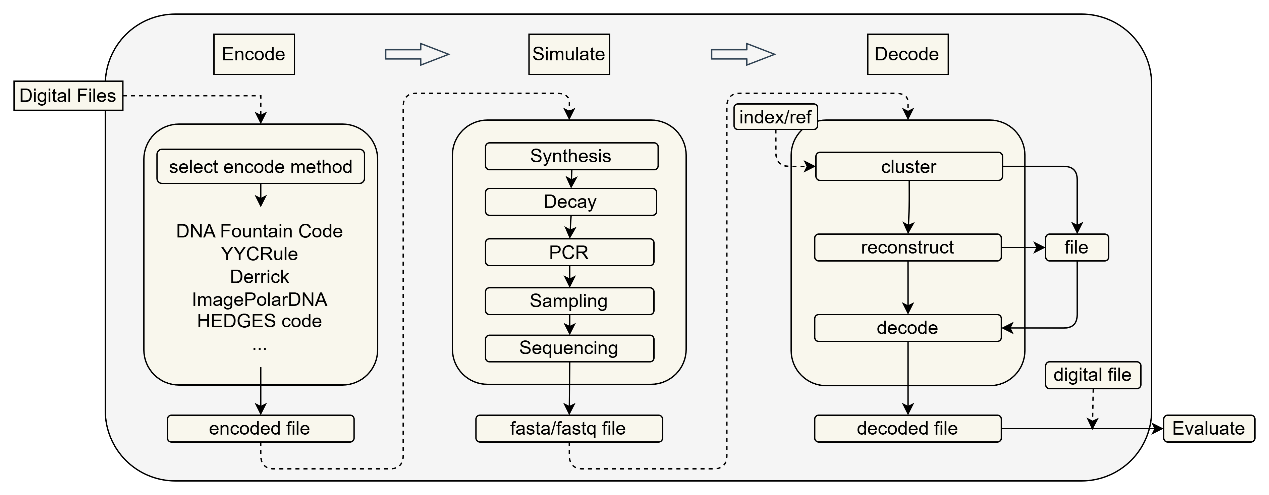 Encode
Simulate
Decode
Digital Files
select encode method
DNA Fountain Code
YYCRule
Derrick
ImagePolarDNA
HEDGES code
...
encoded file
Synthesis
Decay
PCR
Sampling
Sequencing
fasta/fastq file
index/ref
cluster
reconstruct
file
decode
digital file
decoded file
Evaluate